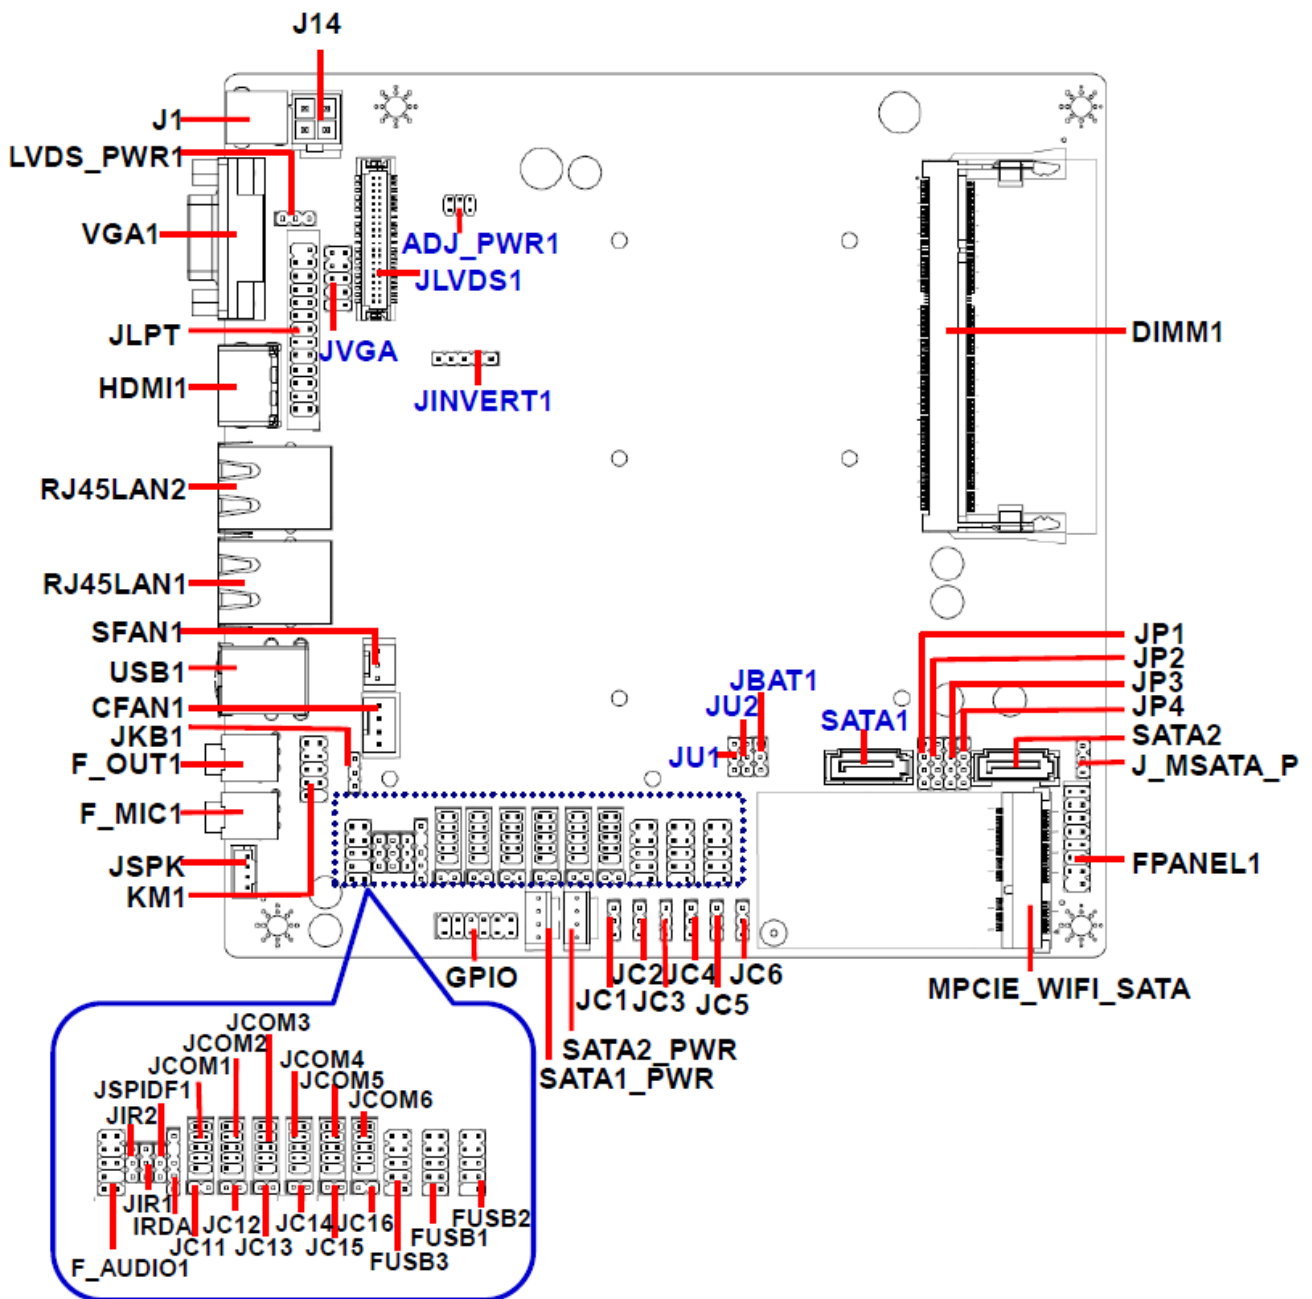 J14
J1
LVDS_PWR1
VGA1
ADJ_PWR1
JLVDS1
JLPT
JVGA
DIMM1
HDMI1
JINVERT1
RJ45LAN2
RJ45LAN1
SFAN1
USB1
CFAN1
JKB1
F_OUT1
F_MIC1
JSPK
KM1
JBAT1
JU2
JU1
SATA1
JP1
JP2
JP3
JP4
SATA2
J_MSATA_P
FPANEL1
GPIO
JC2
JC4
JC6
JC1
JC3
JC5
MPCIE_WIFI_SATA
SATA2_PWR
SATA1_PWR
JCOM3
JCOM2
JCOM1
JCOM4
JCOM5
JCOM6
JSPIDF1
JIR2
JIR1
IRDA
JC12
JC14
JC16
JC11
JC13
JC15
FUSB2
FUSB1
FUSB3
F_AUDIO1